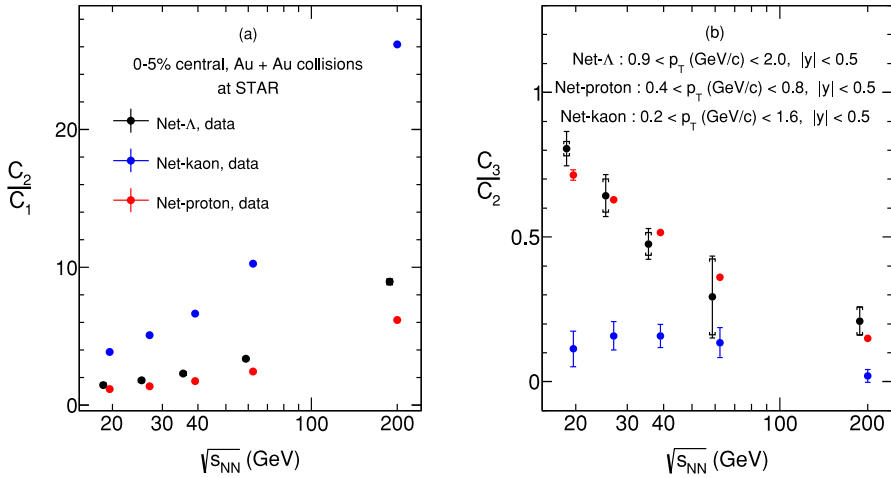 (a)
0-5% central, Au + Au collisions
at STAR
Net-Λ, data
Net-kaon, data
Net-proton, data
C2
C1
0
10
20
20
30
40
100
200
√sNN (GeV)
(b)
Net-Λ : 0.9 < pT (GeV/c) < 2.0, |y| < 0.5
Net-proton : 0.4 < pT (GeV/c) < 0.8, |y| < 0.5
Net-kaon : 0.2 < pT (GeV/c) < 1.6, |y| < 0.5
C3
C2
1
0.5
0
20
30
40
100
200
√sNN (GeV)